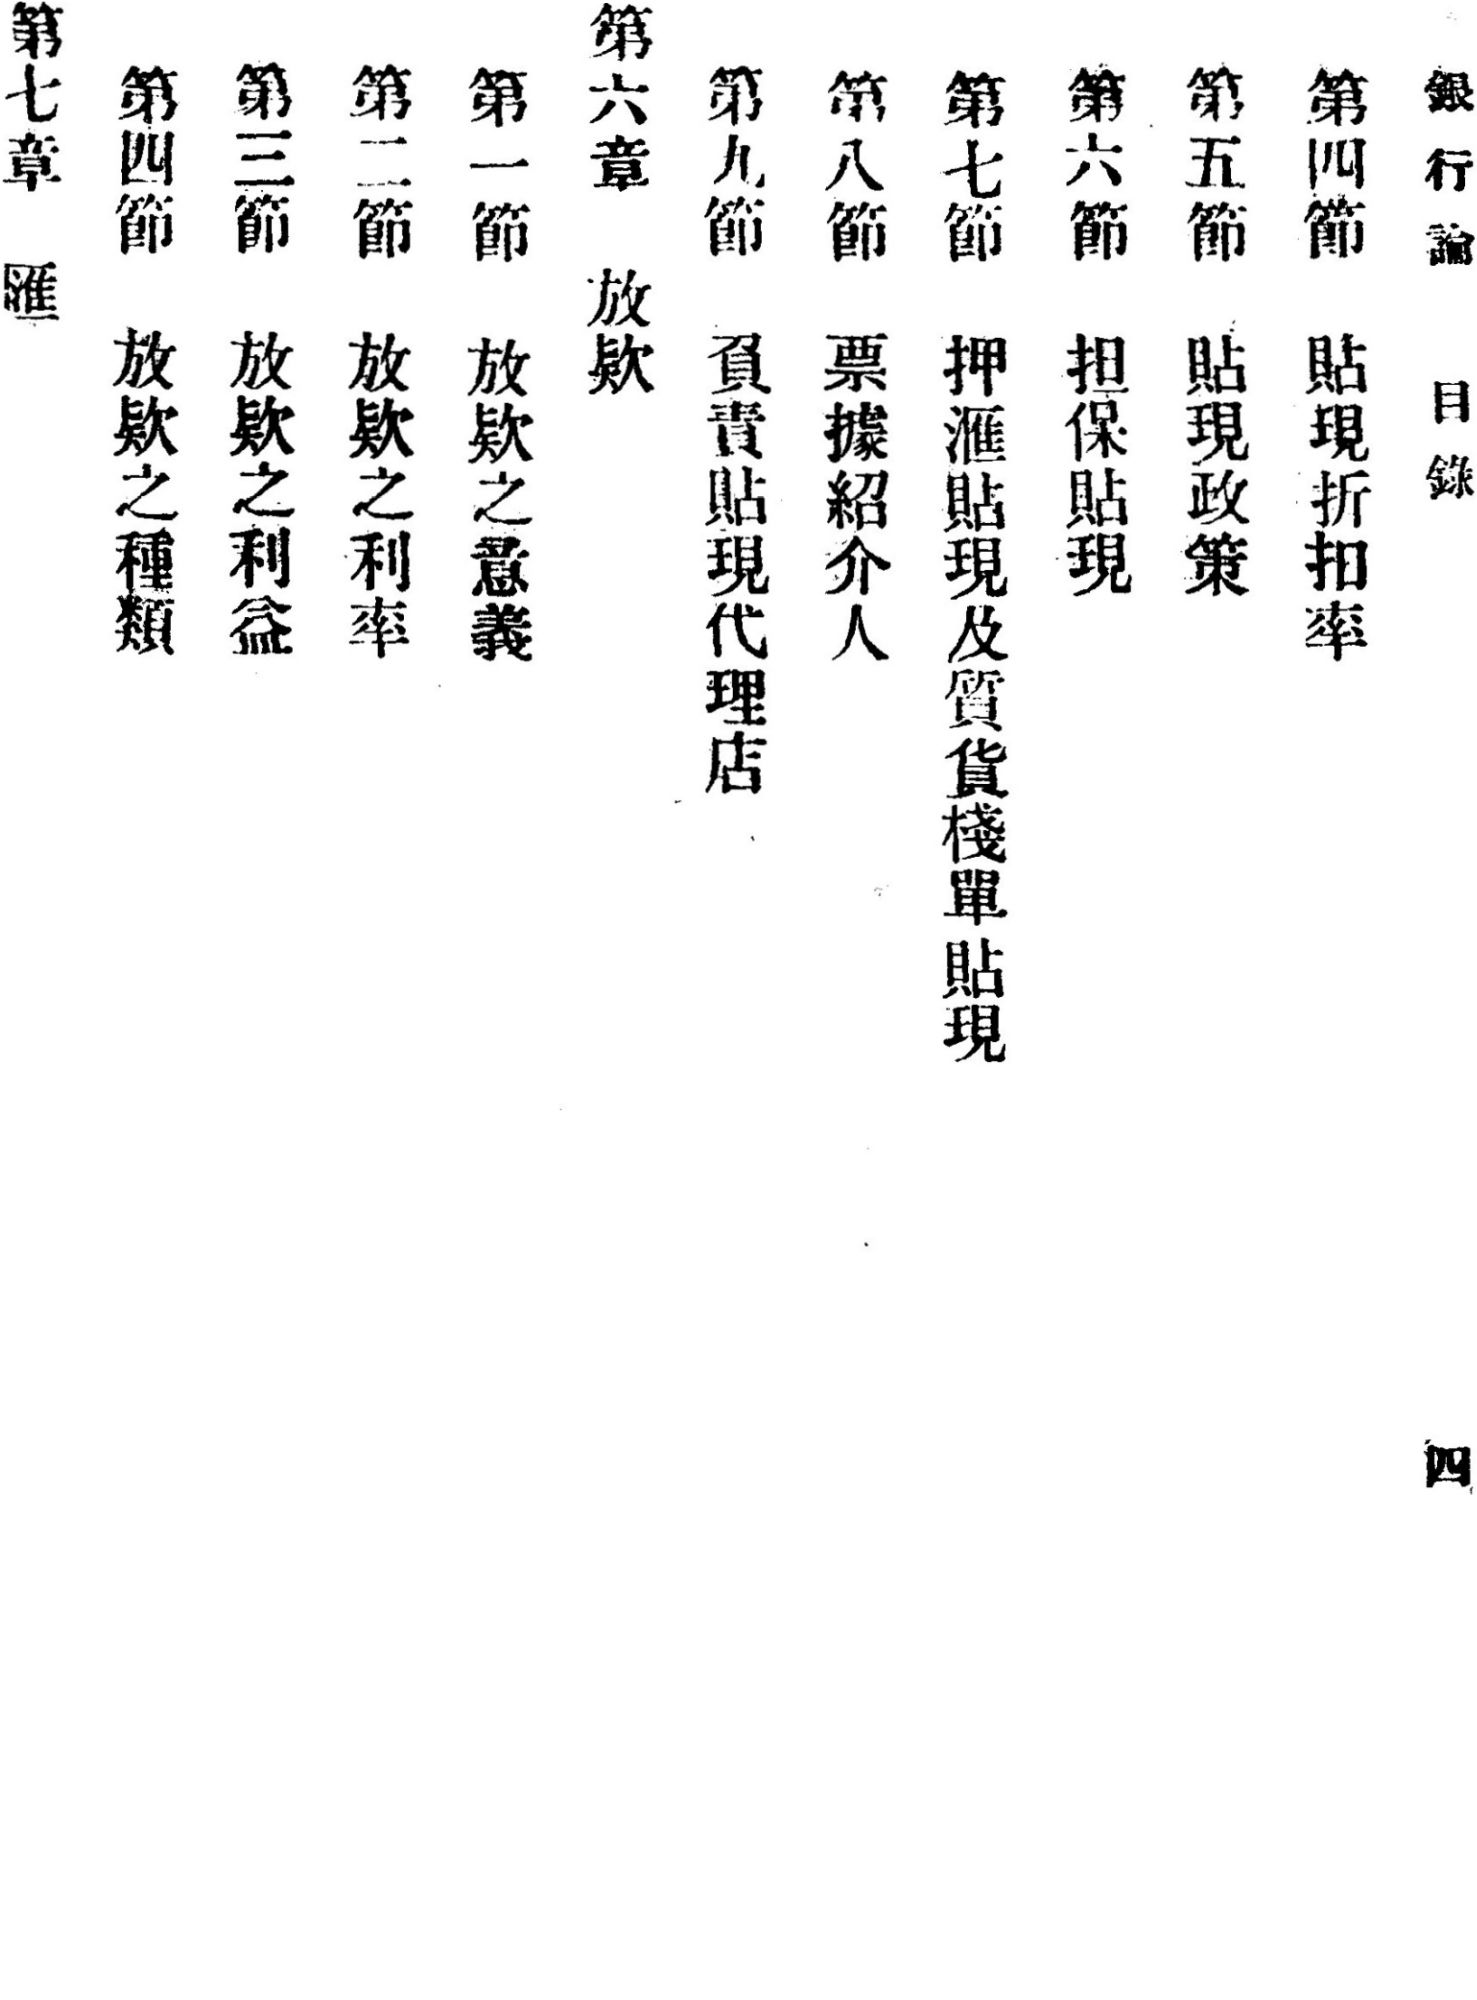 銀行論　目錄　四
第四節　貼現折扣率
第五節　貼現政策
第六節　担保貼現
第七節　押滙貼現及質貨棧單貼現
第八節　票據紹介人
第九節　負責貼現代理店
第六章　放欵
第一節　放欵之意義
第二節　放欵之利率
第三節　放欵之利益
第四節　放欵之種類
第七章　匯